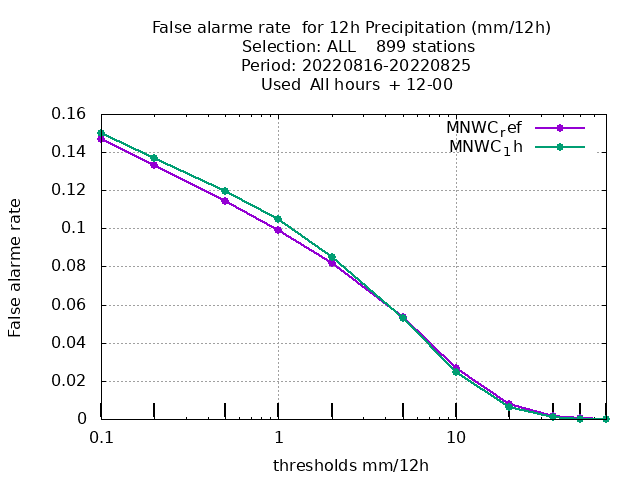 False alarme rate  for 12h Precipitation (mm/12h)
Selection: ALL    899 stations
Period: 20220816-20220825
Used  All hours  + 12-00
MNWC_ref
MNWC_1h
0.16
0.14
0.12
0.1
0.08
0.06
0.04
0.02
0
False alarme rate
0.1 1 10
thresholds mm/12h